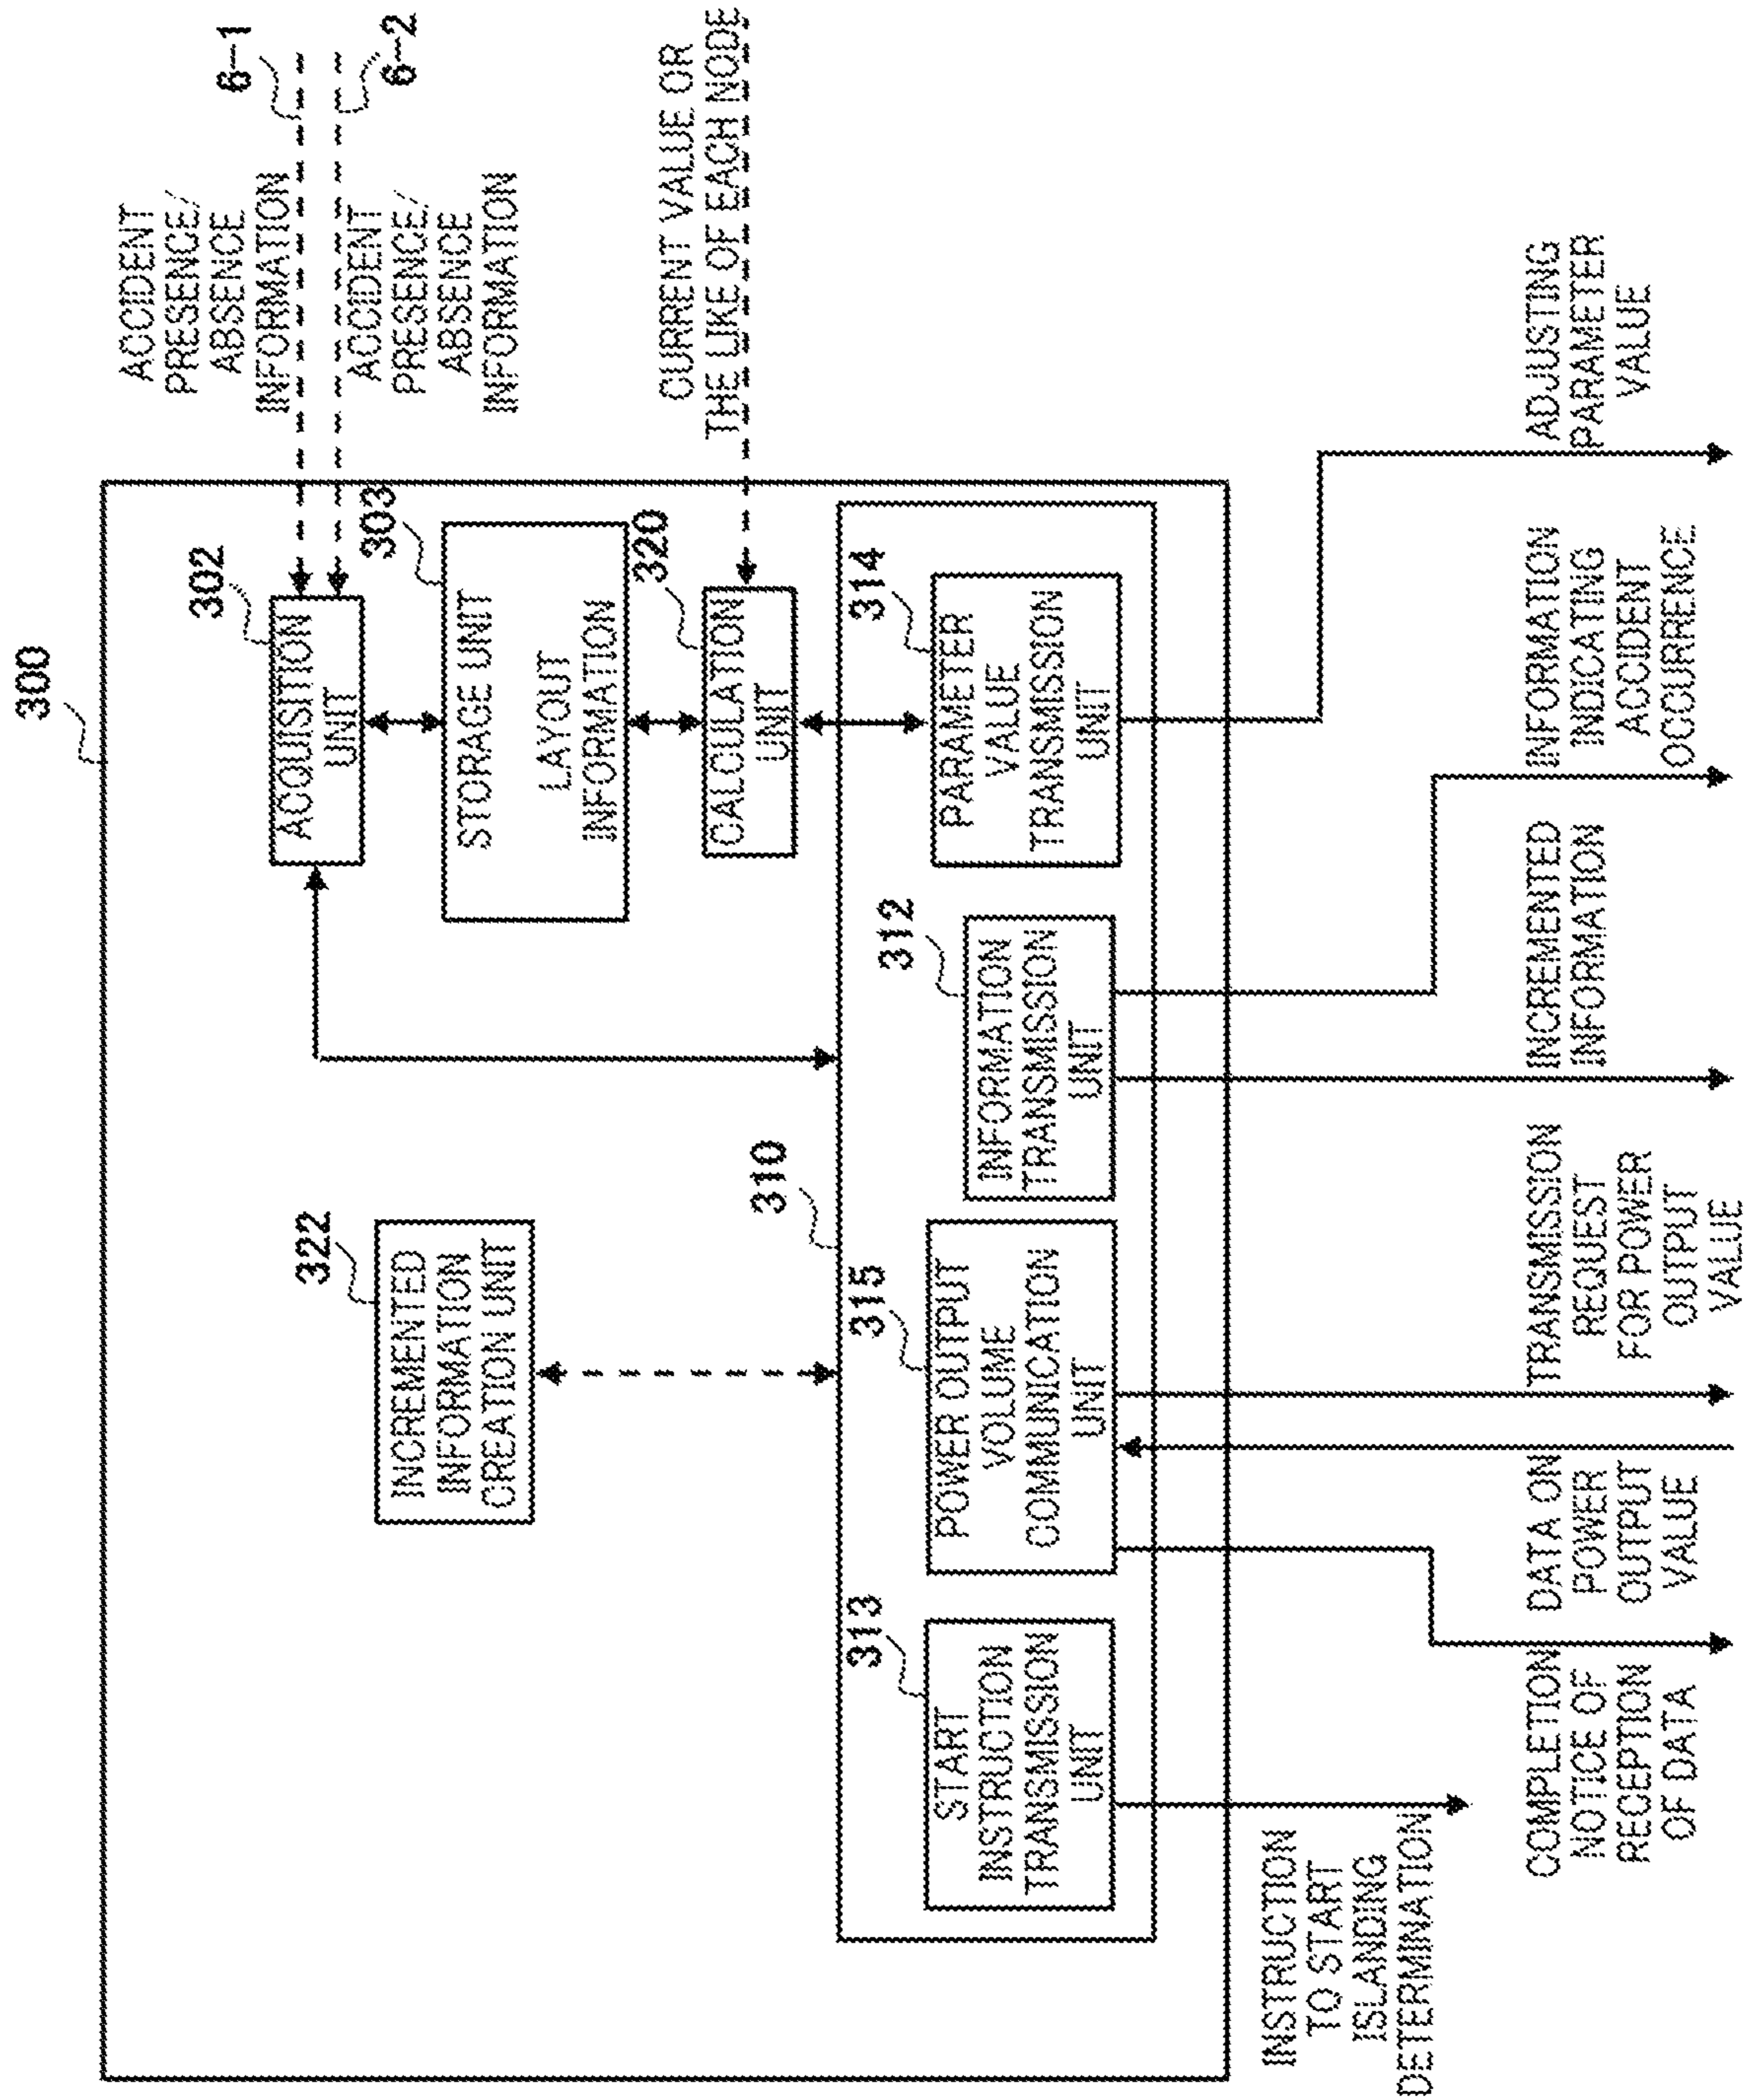 300
302
ACQUISITION
UNIT
303
STORAGE UNIT
LAYOUT
INFORMATION
320
CALCULATION
UNIT
ACCIDENT
PRESENCE/
ABSENCE
INFORMATION
6-1
ACCIDENT
PRESENCE/
ABSENCE
INFORMATION
6-2
CURRENT VALUE OR
THE LIKE OF EACH NODE
322
INCREMENTED
INFORMATION
CREATION UNIT
310
313
START
INSTRUCTION
TRANSMISSION
UNIT
315
POWER OUTPUT
VOLUME
COMMUNICATION
UNIT
312
INFORMATION
TRANSMISSION
UNIT
314
PARAMETER
VALUE
TRANSMISSION
UNIT
INSTRUCTION
TO START
ISLANDING
DETERMINATION
COMPLETION
NOTICE OF
RECEPTION
OF DATA
DATA ON
POWER
OUTPUT
VALUE
TRANSMISSION
REQUEST
FOR POWER
OUTPUT
VALUE
INCREMENTED
INFORMATION
INFORMATION
INDICATING
ACCIDENT
OCCURRENCE
ADJUSTING
PARAMETER
VALUE